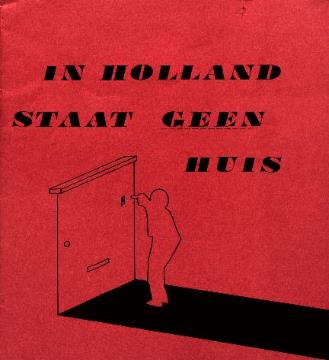 IN HOLLAND
STAAT GEEN
HUIS